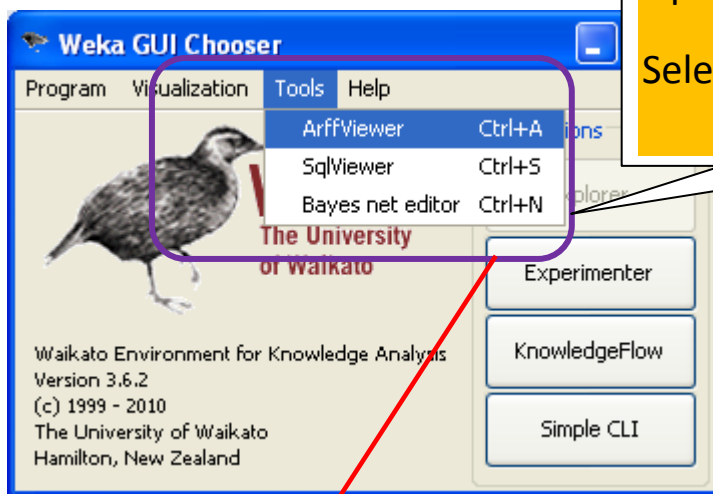 Weka GUI Chooser
Sele
Program Visualization Tools Help
ArffViewer Ctrl+A
SqlViewer Ctrl+S
Bayes net editor Ctrl+N
The University
of Waikato
Experimenter
KnowledgeFlow
Simple CLI
Waikato Environment for Knowledge Analysis
Version 3.6.2
(c) 1999 - 2010
The University of Waikato
Hamilton, New Zealand